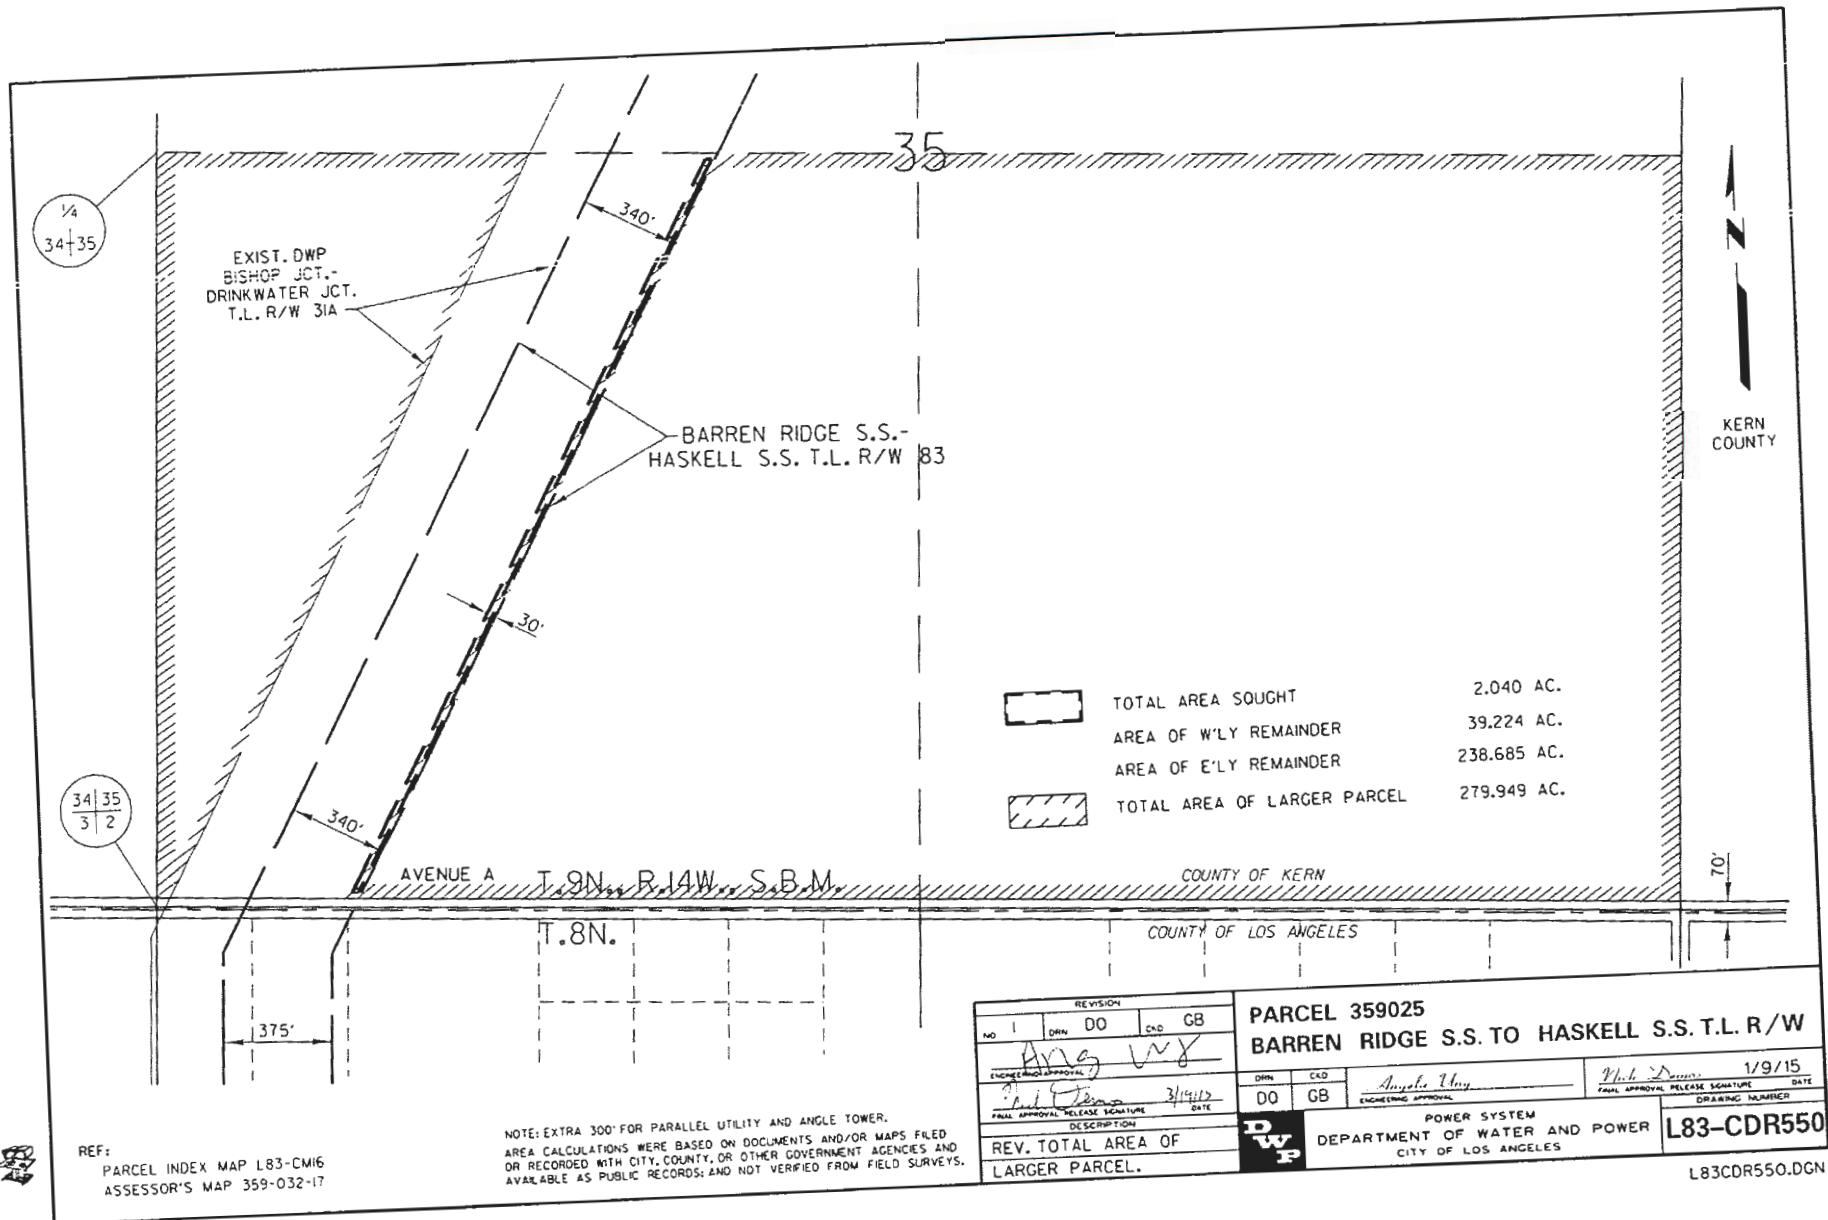 35
1/4
34 35
EXIST. DWP
BISHOP JCT.-
DRINKWATER JCT.
T.L. R/W 31A
340'
BARREN RIDGE S.S.-
HASKELL S.S. T.L. R/W 83
N
KERN
COUNTY
30'
TOTAL AREA SOUGHT 2.040 AC.
AREA OF W'LY REMAINDER 39.224 AC.
AREA OF E'LY REMAINDER 238.685 AC.
TOTAL AREA OF LARGER PARCEL 279.949 AC.
34 35
3 2
340'
AVENUE A T.9N., R.14W., S.B.M.
COUNTY OF KERN
70'
T.8N.
COUNTY OF LOS ANGELES
375'
REF:
PARCEL INDEX MAP L83-CM16
ASSESSOR'S MAP 359-032-17
NOTE: EXTRA 300' FOR PARALLEL UTILITY AND ANGLE TOWER.
AREA CALCULATIONS WERE BASED ON DOCUMENTS AND/OR MAPS FILED
OR RECORDED WITH CITY, COUNTY, OR OTHER GOVERNMENT AGENCIES AND
AVAILABLE AS PUBLIC RECORDS; AND NOT VERIFIED FROM FIELD SURVEYS.
REVISION
NO 1 DRN DO CKD GB
ENGINEERING APPROVAL
FINAL APPROVAL RELEASE SIGNATURE DATE
DESCRIPTION
REV. TOTAL AREA OF
LARGER PARCEL.
PARCEL 359025
BARREN RIDGE S.S. TO HASKELL S.S. T.L. R/W
DRN CKD
DO GB
ENGINEERING APPROVAL
1/9/15
FINAL APPROVAL RELEASE SIGNATURE DATE
DWP
POWER SYSTEM
DEPARTMENT OF WATER AND POWER
CITY OF LOS ANGELES
DRAWING NUMBER
L83-CDR550
L83CDR550.DGN